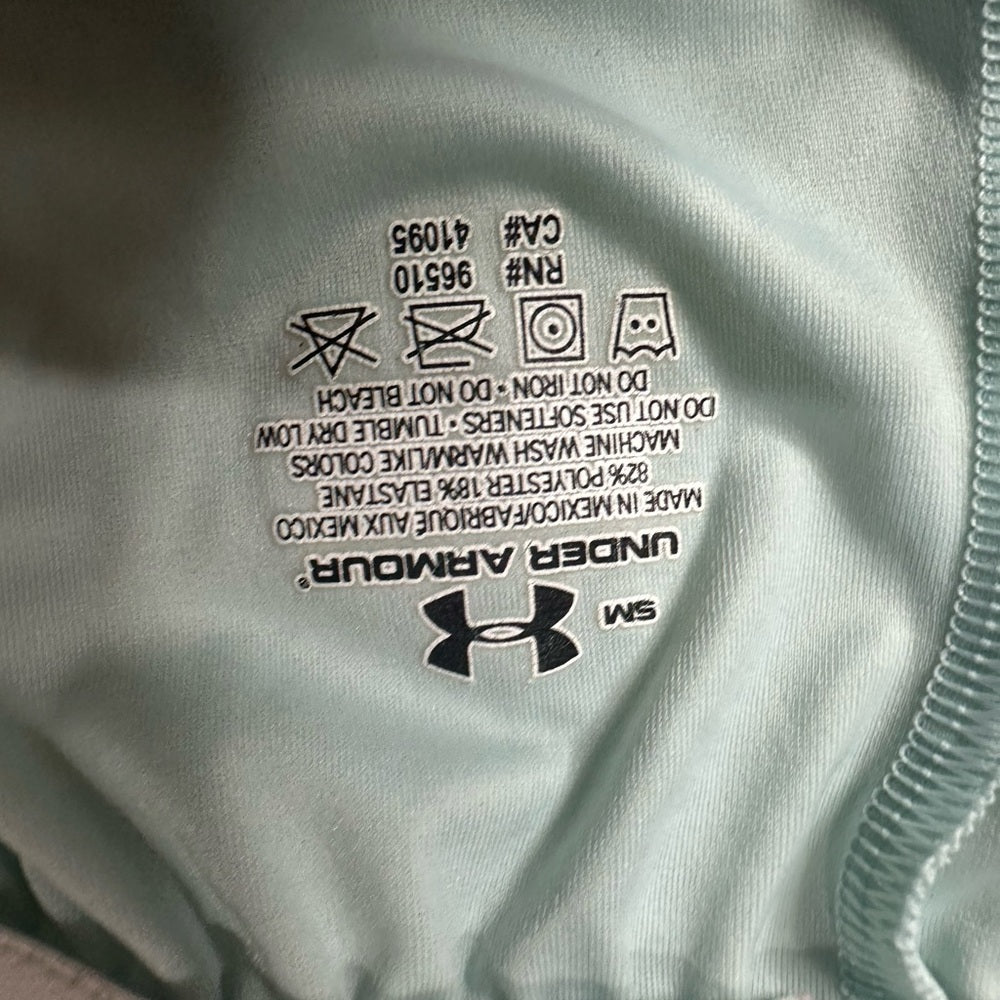 SM
UNDER ARMOUR®
MADE IN MEXICO/FABRIQUÉ AUX MEXICO
82% POLYESTER 18% ELASTANE
MACHINE WASH WARM/LIKE COLORS
DO NOT USE SOFTENERS • TUMBLE DRY LOW
DO NOT IRON • DO NOT BLEACH
RN# 96510
CA# 41095